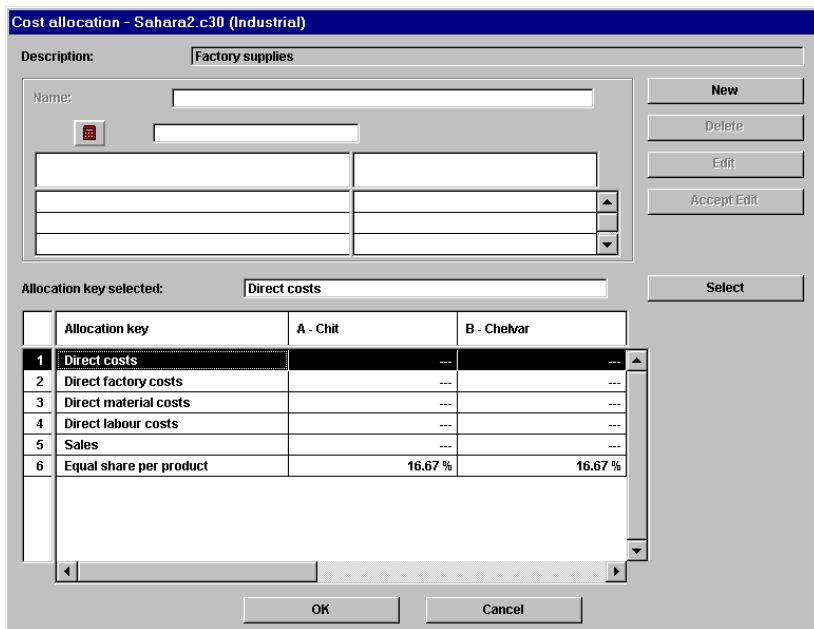 Cost allocation - Sahara2.c30 (Industrial)
Description: Factory supplies
Name: New
Delete
Edit
Accept Edit
Allocation key selected: Direct costs Select
Allocation key A - Chit B - Chelvar
1 Direct costs --- ---
2 Direct factory costs --- ---
3 Direct material costs --- ---
4 Direct labour costs --- ---
5 Sales --- ---
6 Equal share per product 16.67 % 16.67 %
OK Cancel